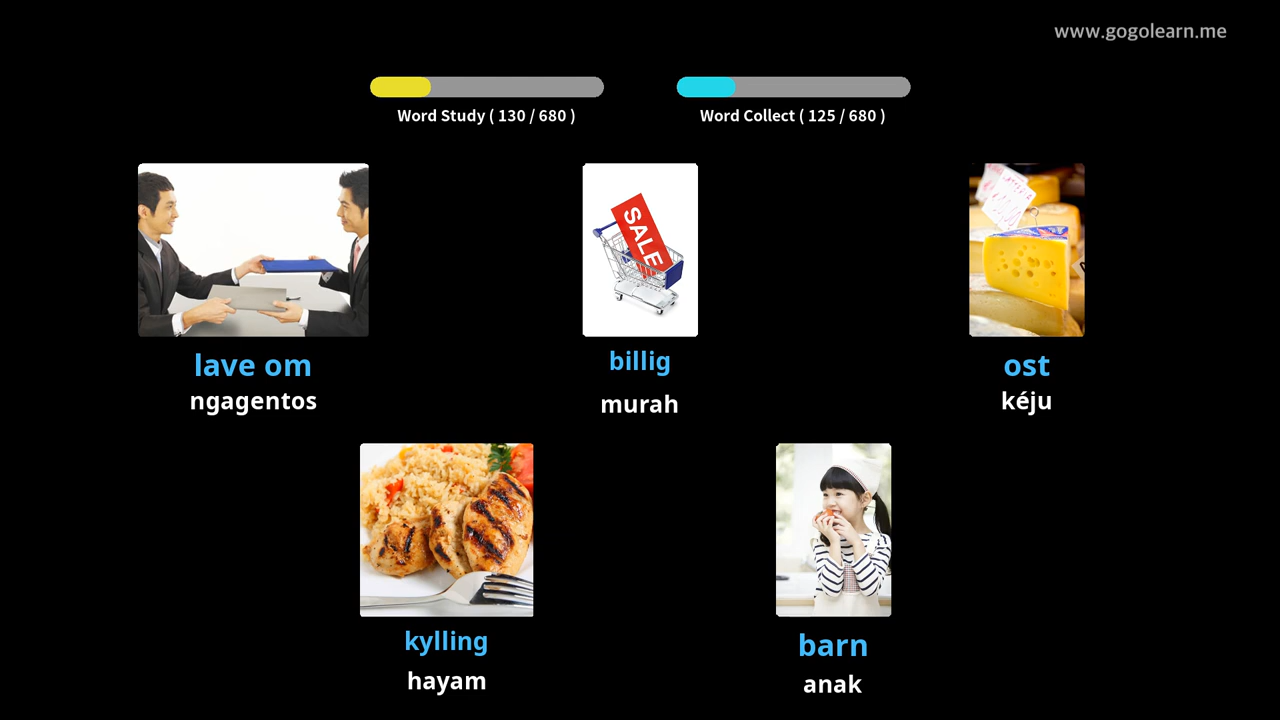 www.gogolearn.me
Word Study ( 130 / 680 )
Word Collect ( 125 / 680 )
SALE
lave om
ngagentos
billig
murah
ost
kéju
kylling
hayam
barn
anak